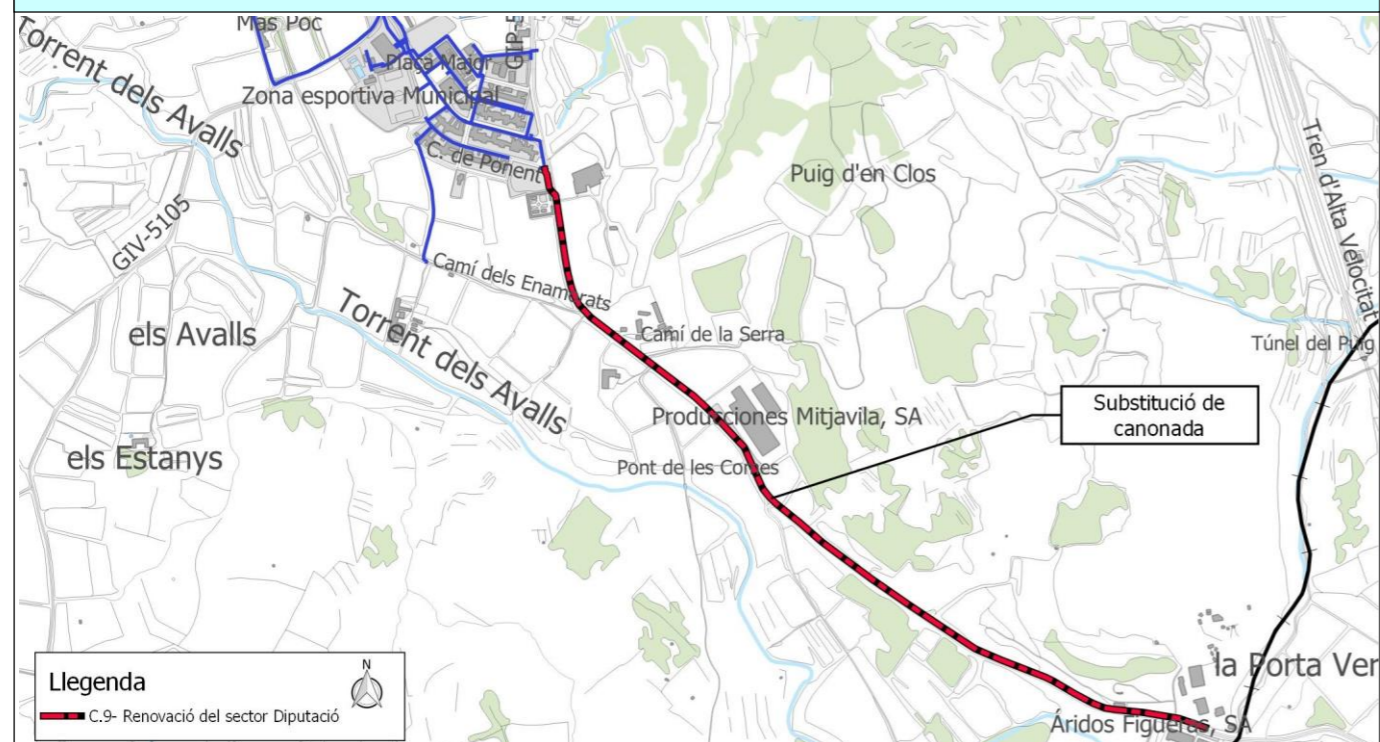 Mas Poc
Torrent dels Avalls
Plaça Major
Zona esportiva Municipal
C. de Ponent
Puig d'en Clos
Tren d'Alta Velocitat
GIV-5105
Camí dels Enamorats
els Avalls
Torrent dels Avalls
Camí de la Serra
Túnel del Puig
Substitució de
canonada
Producciones Mitjavila, SA
els Estanys
Pont de les Comes
la Porta Ver
Llegenda
N
C.9- Renovació del sector Diputació
Áridos Figueras, SA